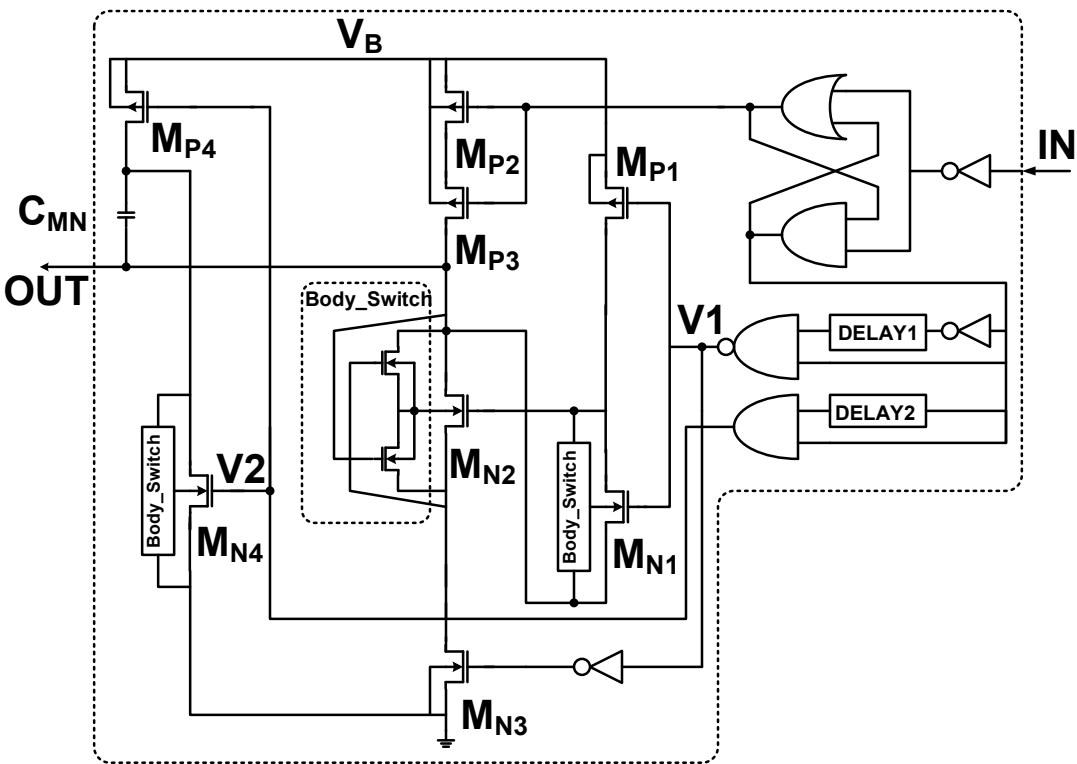 V_B
M_P4
M_P2
M_P1
IN
C_MN
M_P3
OUT
Body_Switch
V1
DELAY1
DELAY2
Body_Switch
V2
M_N2
Body_Switch
M_N4
M_N1
M_N3